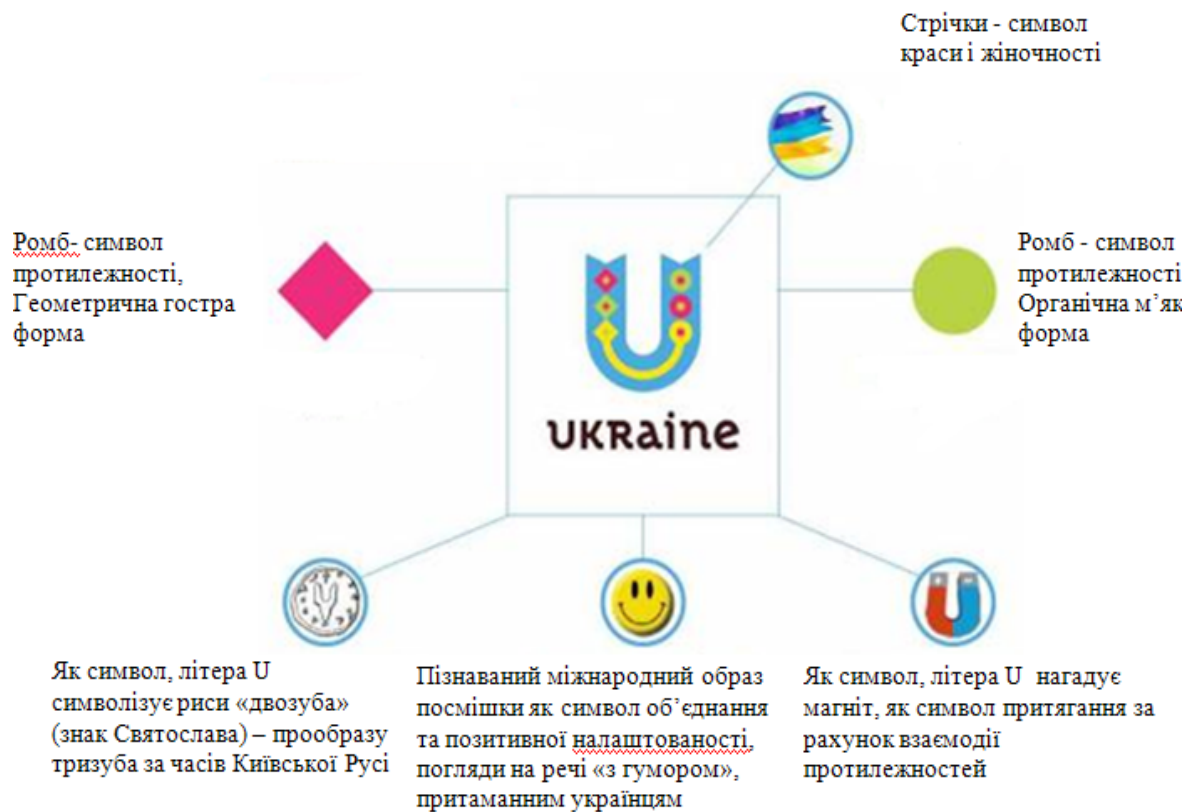 Стрічки - символ
краси і жіночності
Ромб- символ
протилежності,
Геометрична гостра
форма
Ромб - символ
протилежності
Органічна м’як
форма
U
UKRaine
Як символ, літера U
символізує риси «двозуба»
(знак Святослава) – прообразу
тризуба за часів Київської Русі
Пізнаваний міжнародний образ
посмішки як символ об’єднання
та позитивної налаштованості,
погляди на речі «з гумором»,
притаманним українцям
Як символ, літера U нагадує
магніт, як символ притягання за
рахунок взаємодії
протилежностей